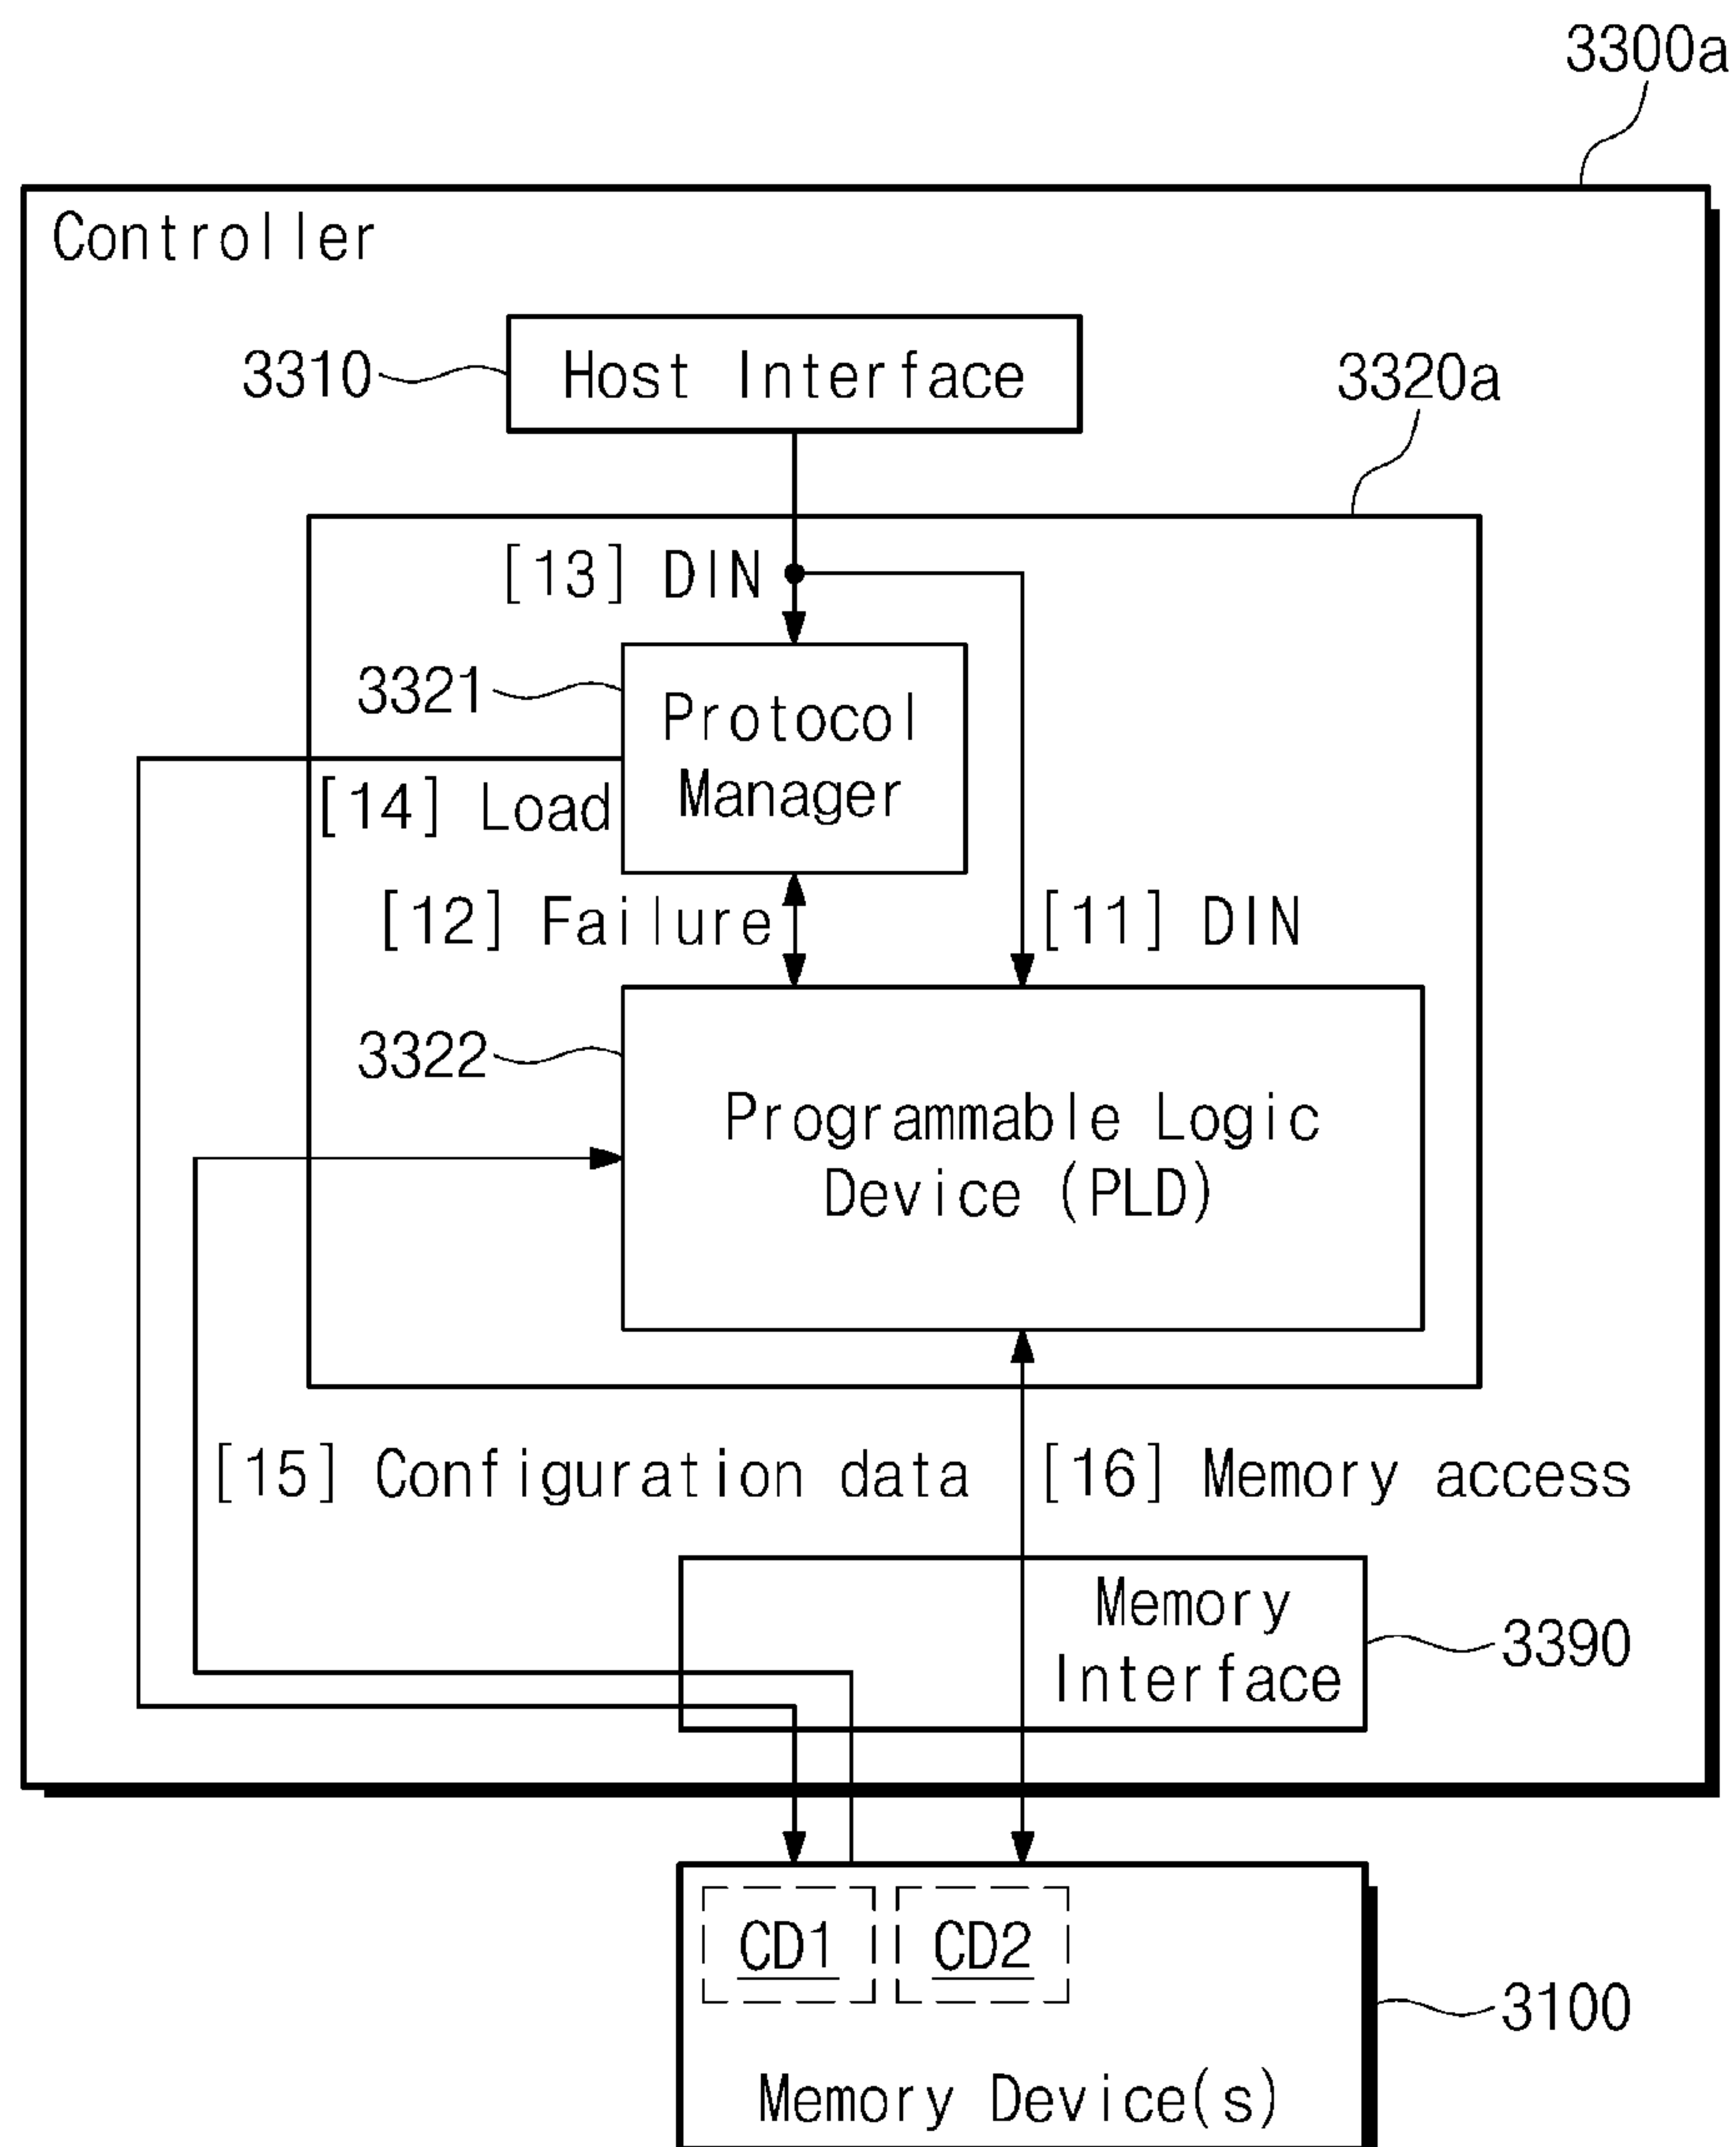 3300a
Controller
3310
Host Interface
3320a
[13] DIN
3321
Protocol
Manager
[14] Load
[12] Failure
[11] DIN
3322
Programmable Logic
Device (PLD)
[15] Configuration data
[16] Memory access
Memory
Interface
3390
CD1
CD2
3100
Memory Device(s)